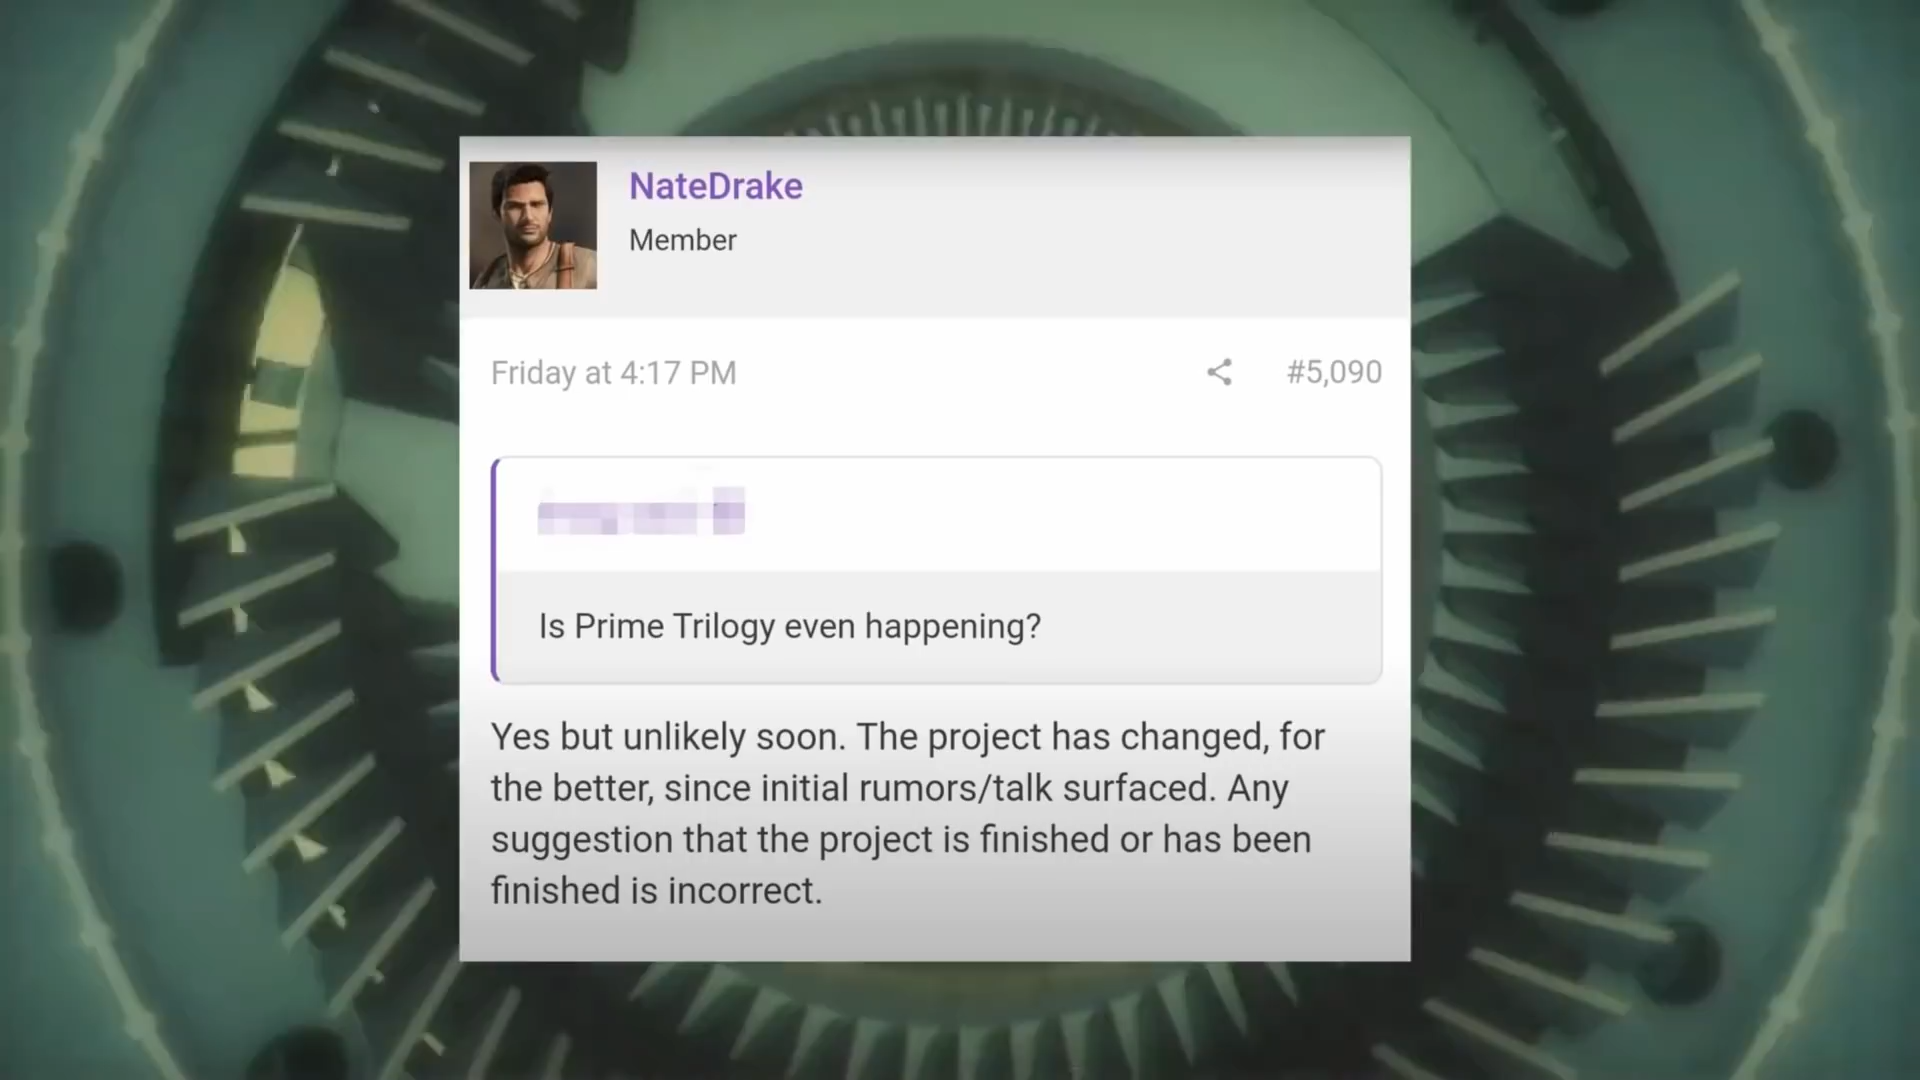 NateDrake
Member
Friday at 4:17 PM
#5,090
Is Prime Trilogy even happening?
Yes but unlikely soon. The project has changed, for
the better, since initial rumors/talk surfaced. Any
suggestion that the project is finished or has been
finished is incorrect.